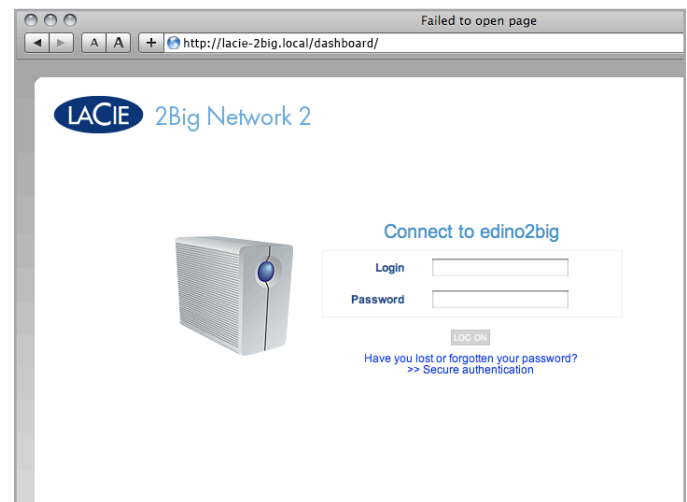 Failed to open page
A A + http://lacie-2big.local/dashboard/
LACIE 2Big Network 2
Connect to edino2big
Login
Password
LOG ON
Have you lost or forgotten your password?
>> Secure authentication